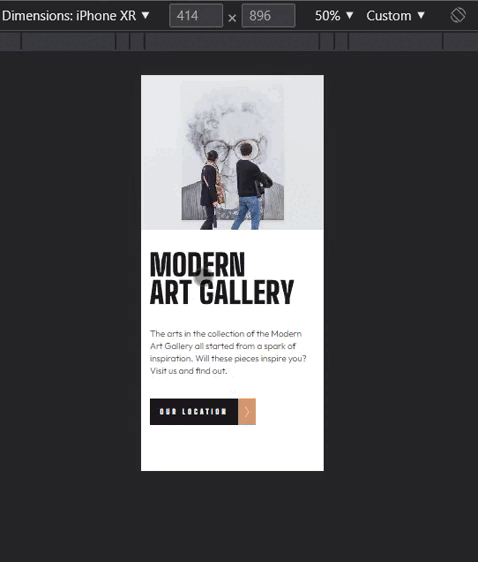 Dimensions: iPhone XR ▼ 414 × 896 50% ▼ Custom ▼
MODERN
ART GALLERY
The arts in the collection of the Modern
Art Gallery all started from a spark of
inspiration. Will these pieces inspire you?
Visit us and find out.
OUR LOCATION